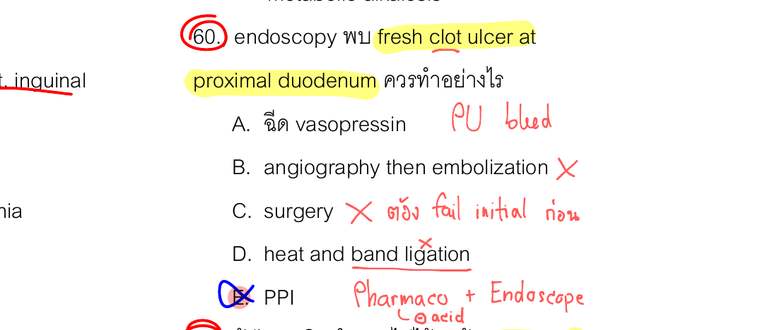 60. endoscopy พบ fresh clot ulcer at
t. inguinal
proximal duodenum ควรทำอย่างไร
A. ฉีด vasopressin PU bleed
B. angiography then embolization X
nia
C. surgery X ต้อง fail initial ก่อน
D. heat and band ligation x
E. PPI Pharmaco + Endoscope
⊖ acid